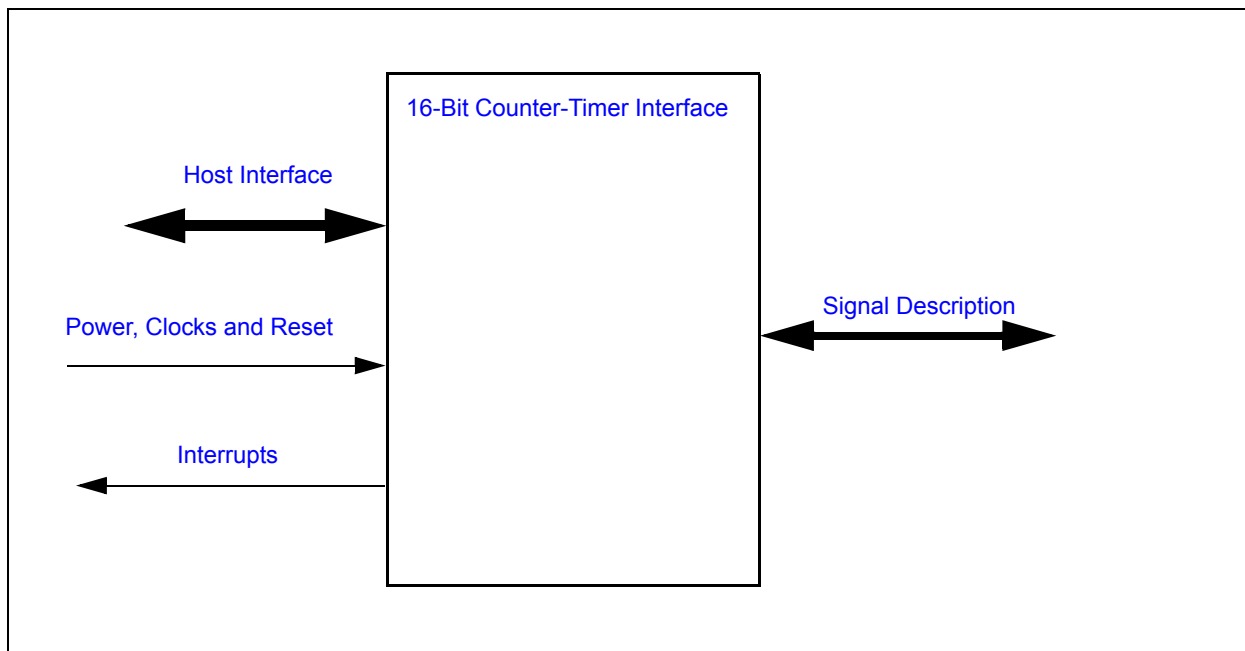 16-Bit Counter-Timer Interface
Host Interface
Signal Description
Power, Clocks and Reset
Interrupts